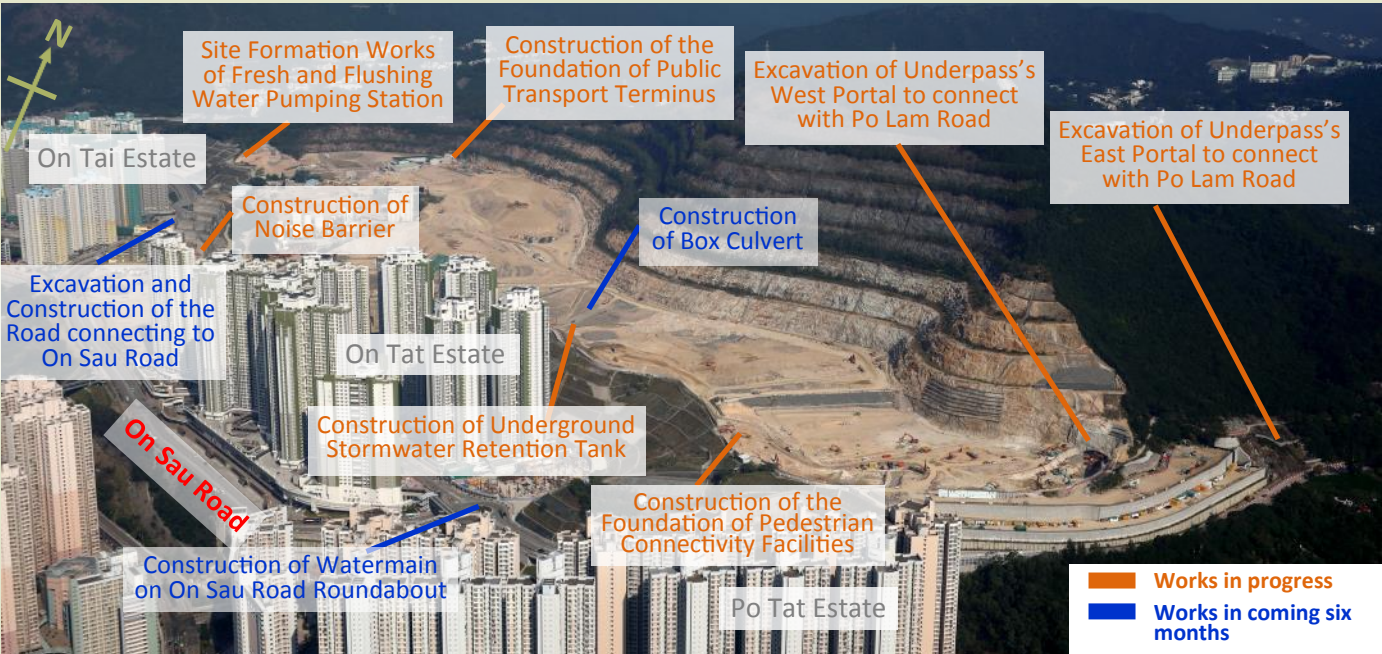 N
Site Formation Works
of Fresh and Flushing
Water Pumping Station
Construction of the
Foundation of Public
Transport Terminus
Excavation of Underpass's
West Portal to connect
with Po Lam Road
Excavation of Underpass's
East Portal to connect
with Po Lam Road
On Tai Estate
Construction of
Noise Barrier
Construction
of Box Culvert
Excavation and
Construction of the
Road connecting to
On Sau Road
On Tat Estate
Construction of Underground
Stormwater Retention Tank
On Sau Road
Construction of the
Foundation of Pedestrian
Connectivity Facilities
Construction of Watermain
on On Sau Road Roundabout
Po Tat Estate
Works in progress
Works in coming six
months